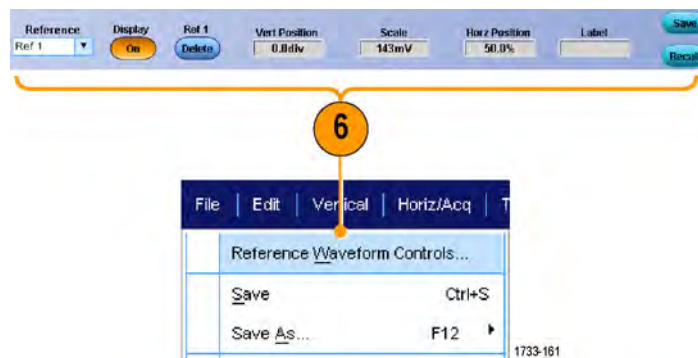 Reference Display Ref 1 Vert Position Scale Horz Position Label Save
Ref 1 On Delete 0.0div 143mV 50.0% Recall
6
File Edit Vertical Horiz/Acq T
Reference Waveform Controls...
Save Ctrl+S
Save As... F12
1733-161